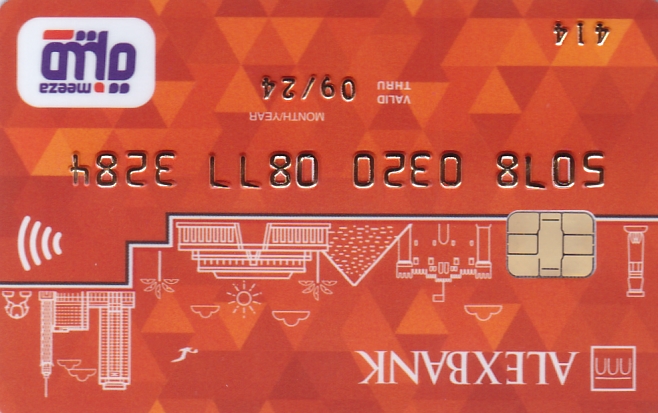 ALEXBANK
5078 0320 0877 3284
MONTH/YEAR
VALID THRU 09/24
meeza
ميزة
414